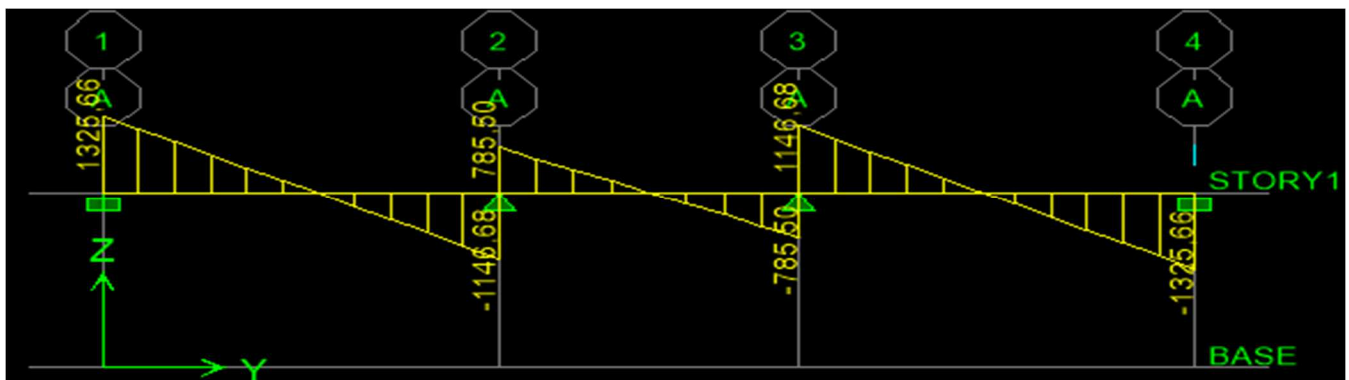 1 2 3 4
A A A A
1325,66 785,50 1146,68
STORY1
-1146,68 -785,50 -1325,66
Z
Y
BASE